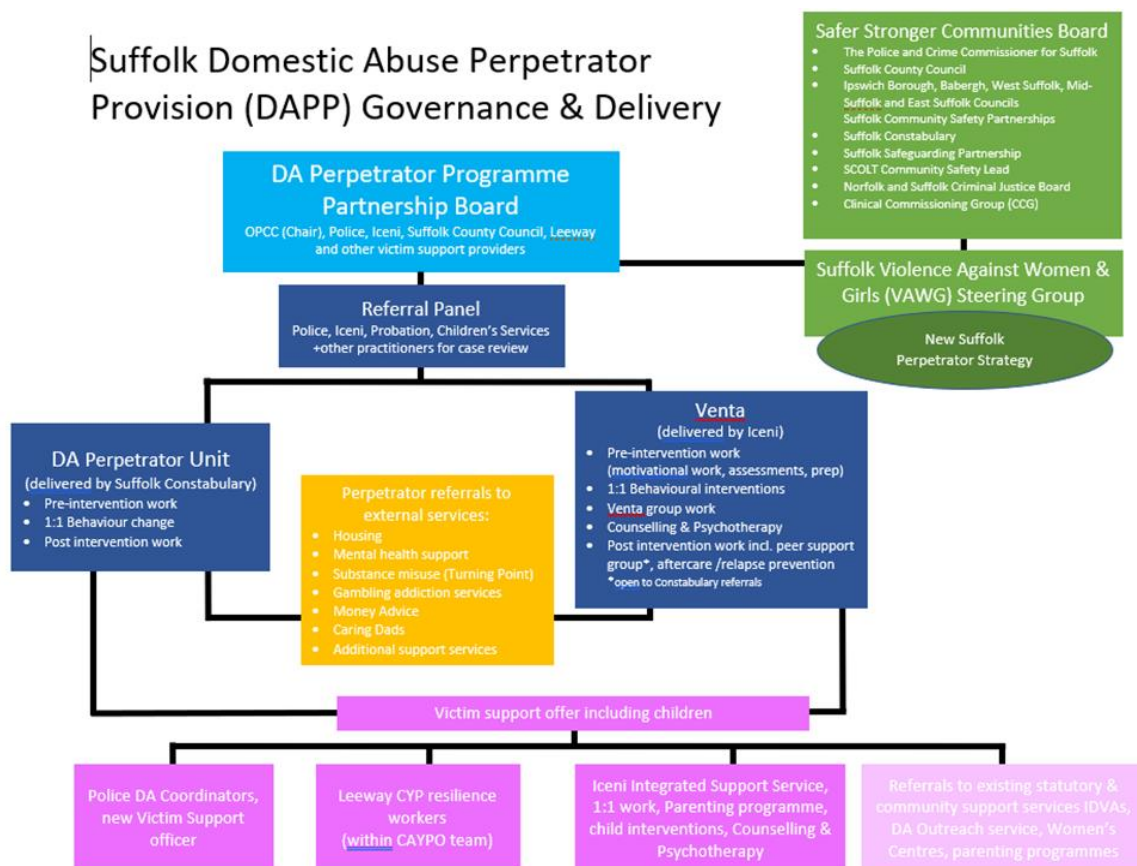 Suffolk Domestic Abuse Perpetrator
Provision (DAPP) Governance & Delivery
Safer Stronger Communities Board
• The Police and Crime Commissioner for Suffolk
• Suffolk County Council
• Ipswich Borough, Babergh, West Suffolk, Mid-
Suffolk and East Suffolk Councils
Suffolk Community Safety Partnerships
• Suffolk Constabulary
• Suffolk Safeguarding Partnership
• SCOLT Community Safety Lead
• Norfolk and Suffolk Criminal Justice Board
• Clinical Commissioning Group (CCG)
DA Perpetrator Programme
Partnership Board
OPCC (Chair), Police, Iceni, Suffolk County Council, Leeway
and other victim support providers
Suffolk Violence Against Women &
Girls (VAWG) Steering Group
New Suffolk
Perpetrator Strategy
Referral Panel
Police, Iceni, Probation, Children's Services
+other practitioners for case review
DA Perpetrator Unit
(delivered by Suffolk Constabulary)
• Pre-intervention work
• 1:1 Behaviour change
• Post intervention work
Perpetrator referrals to
external services:
• Housing
• Mental health support
• Substance misuse (Turning Point)
• Gambling addiction services
• Money Advice
• Caring Dads
• Additional support services
Venta
(delivered by Iceni)
• Pre-intervention work
(motivational work, assessments, prep)
• 1:1 Behavioural interventions
• Venta group work
• Counselling & Psychotherapy
• Post intervention work incl. peer support
group*, aftercare /relapse prevention
*open to Constabulary referrals
Victim support offer including children
Police DA Coordinators,
new Victim Support
officer
Leeway CYP resilience
workers
(within CAYPO team)
Iceni Integrated Support Service,
1:1 work, Parenting programme,
child interventions, Counselling &
Psychotherapy
Referrals to existing statutory &
community support services IDVAs,
DA Outreach service, Women's
Centres, parenting programmes